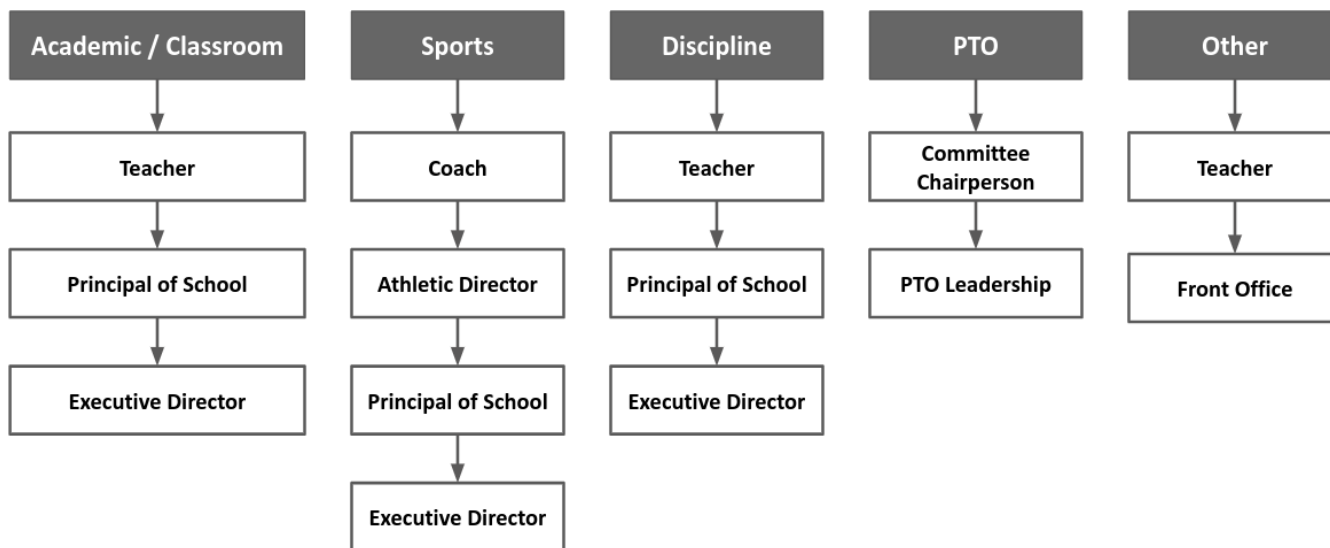 Academic / Classroom
Teacher
Principal of School
Executive Director
Sports
Coach
Athletic Director
Principal of School
Executive Director
Discipline
Teacher
Principal of School
Executive Director
PTO
Committee
Chairperson
PTO Leadership
Other
Teacher
Front Office